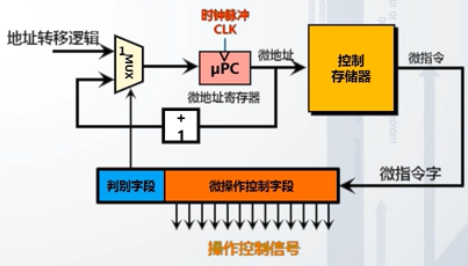 时钟脉冲
CLK
地址转移逻辑
1
MUX
μPC
微地址
控制
存储器
微指令
微地址寄存器
+
1
判别字段
微操作控制字段
微指令字
操作控制信号